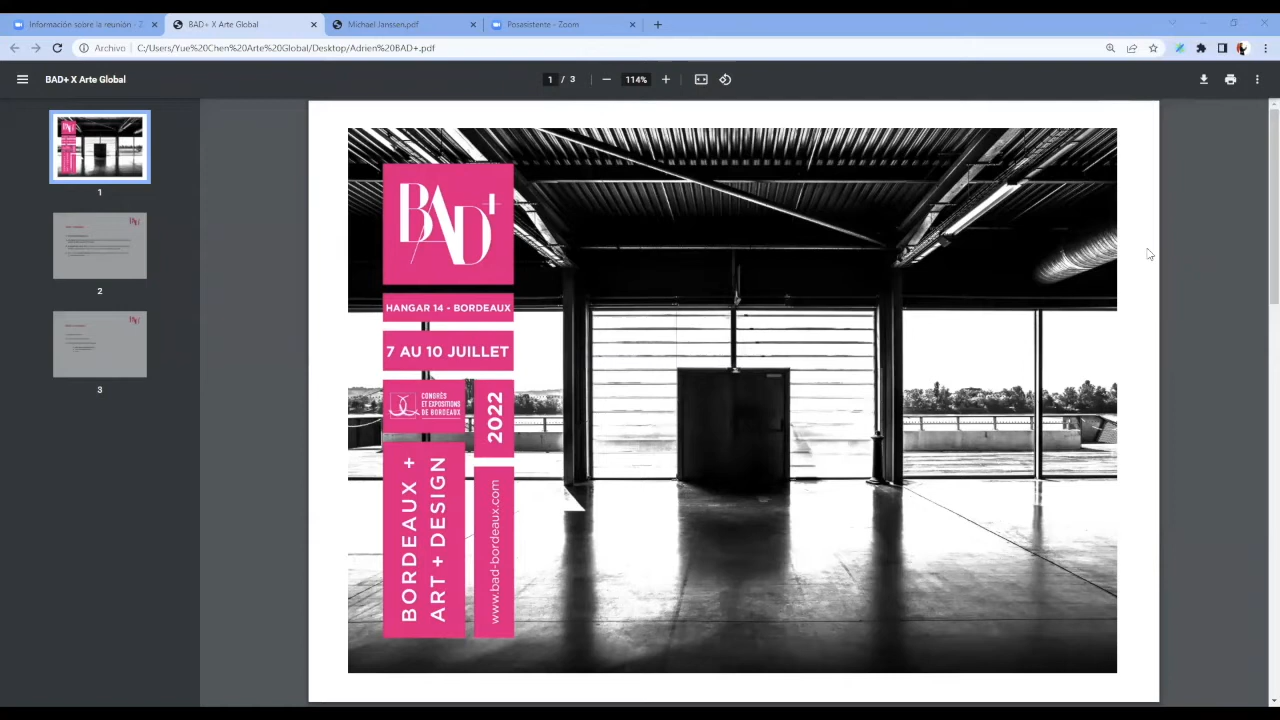 Información sobre la reunión - Z
BAD+ X Arte Global
Michael Janssen.pdf
Posasistente - Zoom
Archivo
C:/Users/Yue%20Chen%20Arte%20Global/Desktop/Adrien%20BAD+.pdf
BAD+ X Arte Global
1 / 3
114%
1
2
3
BAD+
HANGAR 14 - BORDEAUX
7 AU 10 JUILLET
CONGRÈS
ET EXPOSITIONS
DE BORDEAUX
2022
BORDEAUX +
ART + DESIGN
www.bad-bordeaux.com